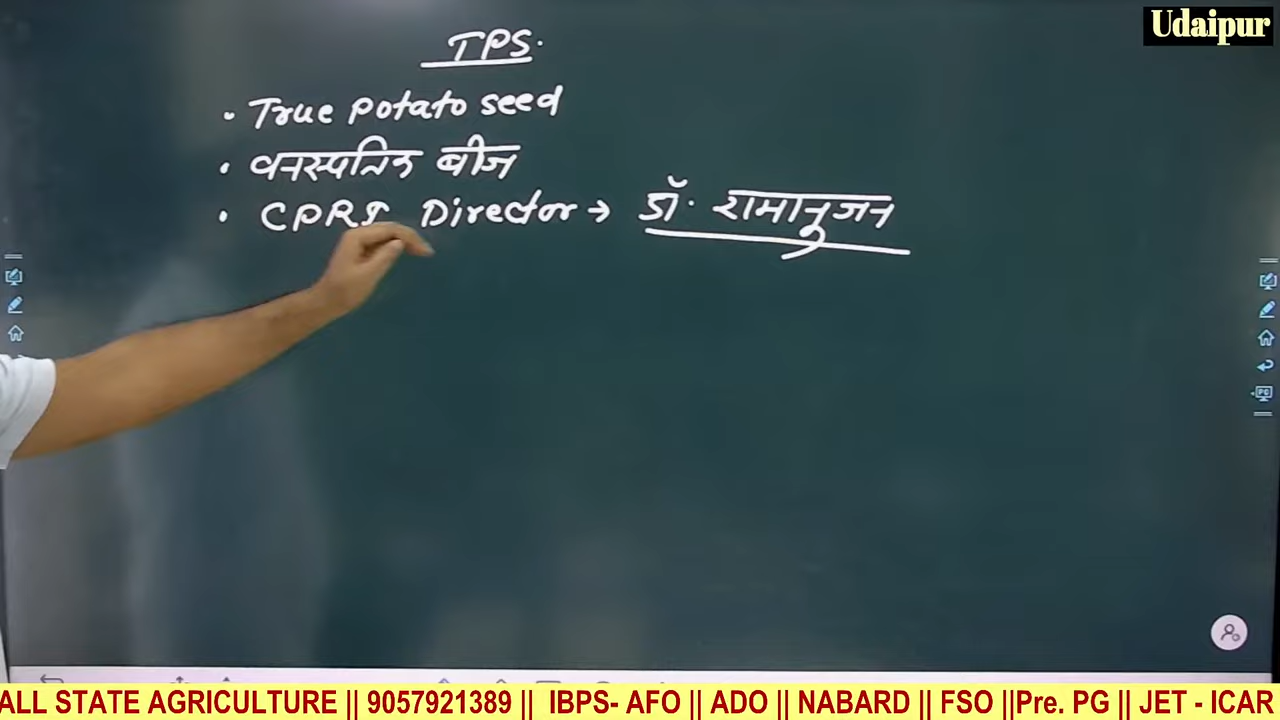 Udaipur
TPS.
• True Potato seed
• वनस्पतिक बीज
• CPRI Director → डॉ. रामानुजन
ALL STATE AGRICULTURE || 9057921389 || IBPS- AFO || ADO || NABARD || FSO ||Pre. PG || JET - ICAR